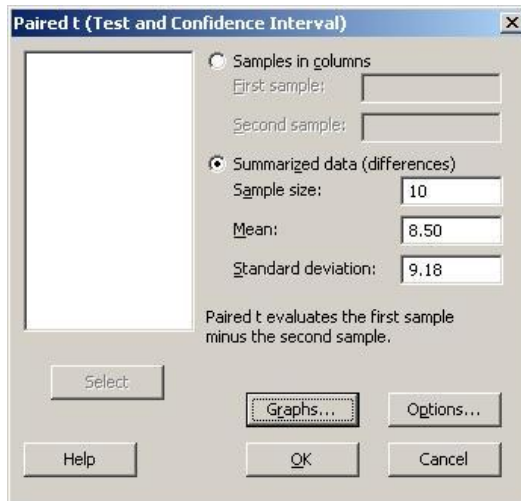 Paired t (Test and Confidence Interval)
Samples in columns
First sample:
Second sample:
Summarized data (differences)
Sample size: 10
Mean: 8.50
Standard deviation: 9.18
Paired t evaluates the first sample
minus the second sample.
Select
Graphs... Options...
Help OK Cancel